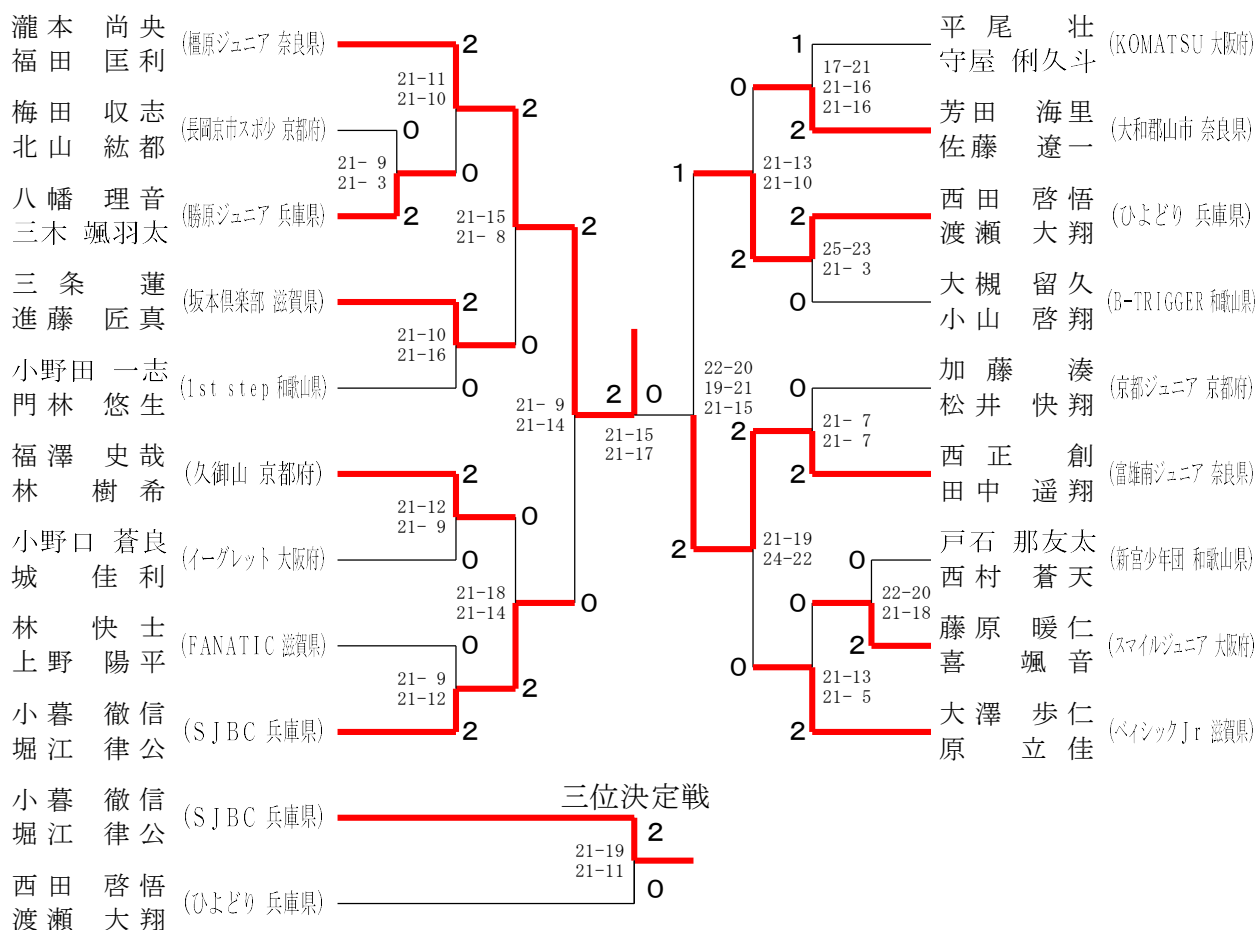 瀧本 尚央
福田 匡利
(橿原ジュニア 奈良県)
2
21-11
21-10
梅田 収志
北山 紘都
(長岡京市スポ少 京都府)
0
21- 9
21- 3
八幡 理音
三木 颯羽太
(勝原ジュニア 兵庫県)
2
0
2
21-15
21- 8
三条 蓮
進藤 匠真
(坂本倶楽部 滋賀県)
2
21-10
21-16
小野田 一志
門林 悠生
(1st step 和歌山県)
0
0
2
21- 9
21-14
福澤 史哉
林 樹希
(久御山 京都府)
2
21-12
21- 9
小野口 蒼良
城 佳利
(イーグレット 大阪府)
0
0
21-18
21-14
林 快士
上野 陽平
(FANATIC 滋賀県)
0
21- 9
21-12
小暮 徹信
堀江 律公
(SJBC 兵庫県)
2
2
0
2 0
21-15
21-17
平尾 壮
守屋 俐久斗
(KOMATSU 大阪府)
1
17-21
21-16
21-16
芳田 海里
佐藤 遼一
(大和郡山市 奈良県)
2
0
21-13
21-10
西田 啓悟
渡瀬 大翔
(ひよどり 兵庫県)
2
25-23
21- 3
大槻 留久
小山 啓翔
(B-TRIGGER 和歌山県)
0
2
1
22-20
19-21
21-15
加藤 湊
松井 快翔
(京都ジュニア 京都府)
0
21- 7
21- 7
西正 創
田中 遥翔
(富雄南ジュニア 奈良県)
2
2
21-19
24-22
戸石 那友太
西村 蒼天
(新宮少年団 和歌山県)
0
22-20
21-18
藤原 暖仁
喜 颯音
(スマイルジュニア 大阪府)
2
0
21-13
21- 5
大澤 歩仁
原 立佳
(ベイシックJr 滋賀県)
2
0
2
三位決定戦
小暮 徹信
堀江 律公
(SJBC 兵庫県)
2
21-19
21-11
西田 啓悟
渡瀬 大翔
(ひよどり 兵庫県)
0